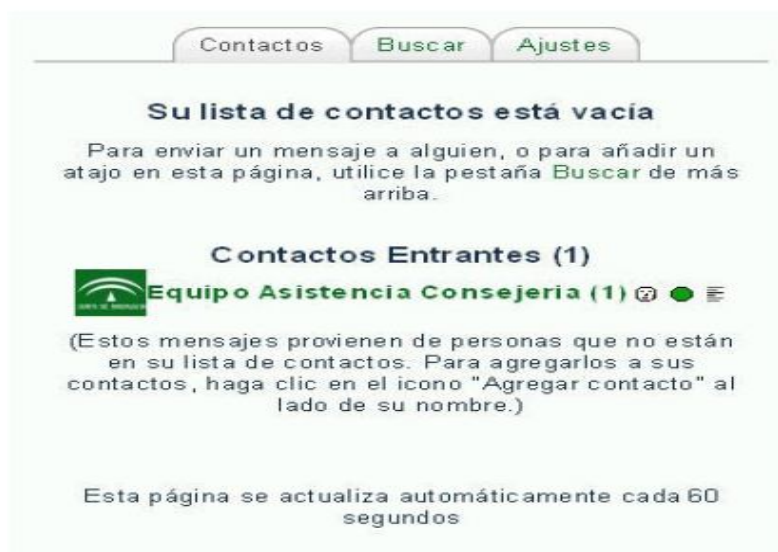 Contactos Buscar Ajustes
Su lista de contactos está vacía
Para enviar un mensaje a alguien, o para añadir un
atajo en esta página, utilice la pestaña Buscar de más
arriba.
Contactos Entrantes (1)
Equipo Asistencia Consejeria (1)
(Estos mensajes provienen de personas que no están
en su lista de contactos. Para agregarlos a sus
contactos, haga clic en el icono "Agregar contacto" al
lado de su nombre.)
Esta página se actualiza automáticamente cada 60
segundos